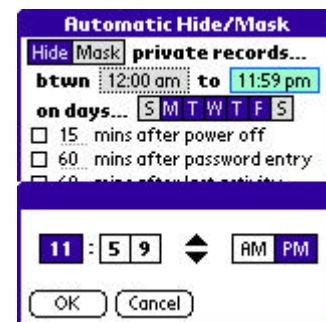 Automatic Hide/Mask
Hide Mask private records...
btwn 12:00 am to 11:59 pm
on days... S M T W T F S
15 mins after power off
60 mins after password entry
11 : 5 9 AM PM
OK Cancel